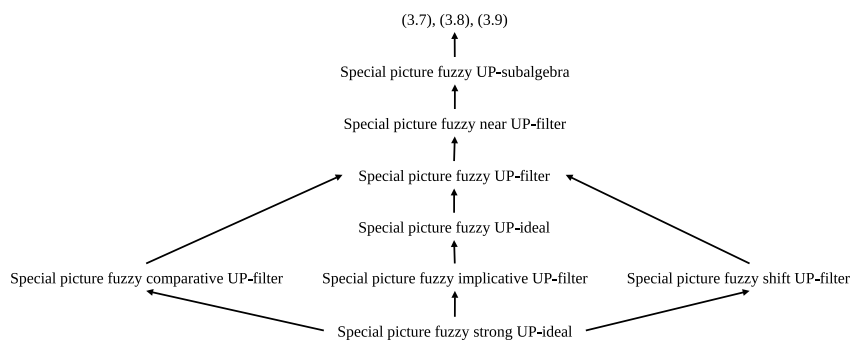 (3.7), (3.8), (3.9)
Special picture fuzzy UP-subalgebra
Special picture fuzzy near UP-filter
Special picture fuzzy UP-filter
Special picture fuzzy UP-ideal
Special picture fuzzy comparative UP-filter
Special picture fuzzy implicative UP-filter
Special picture fuzzy shift UP-filter
Special picture fuzzy strong UP-ideal